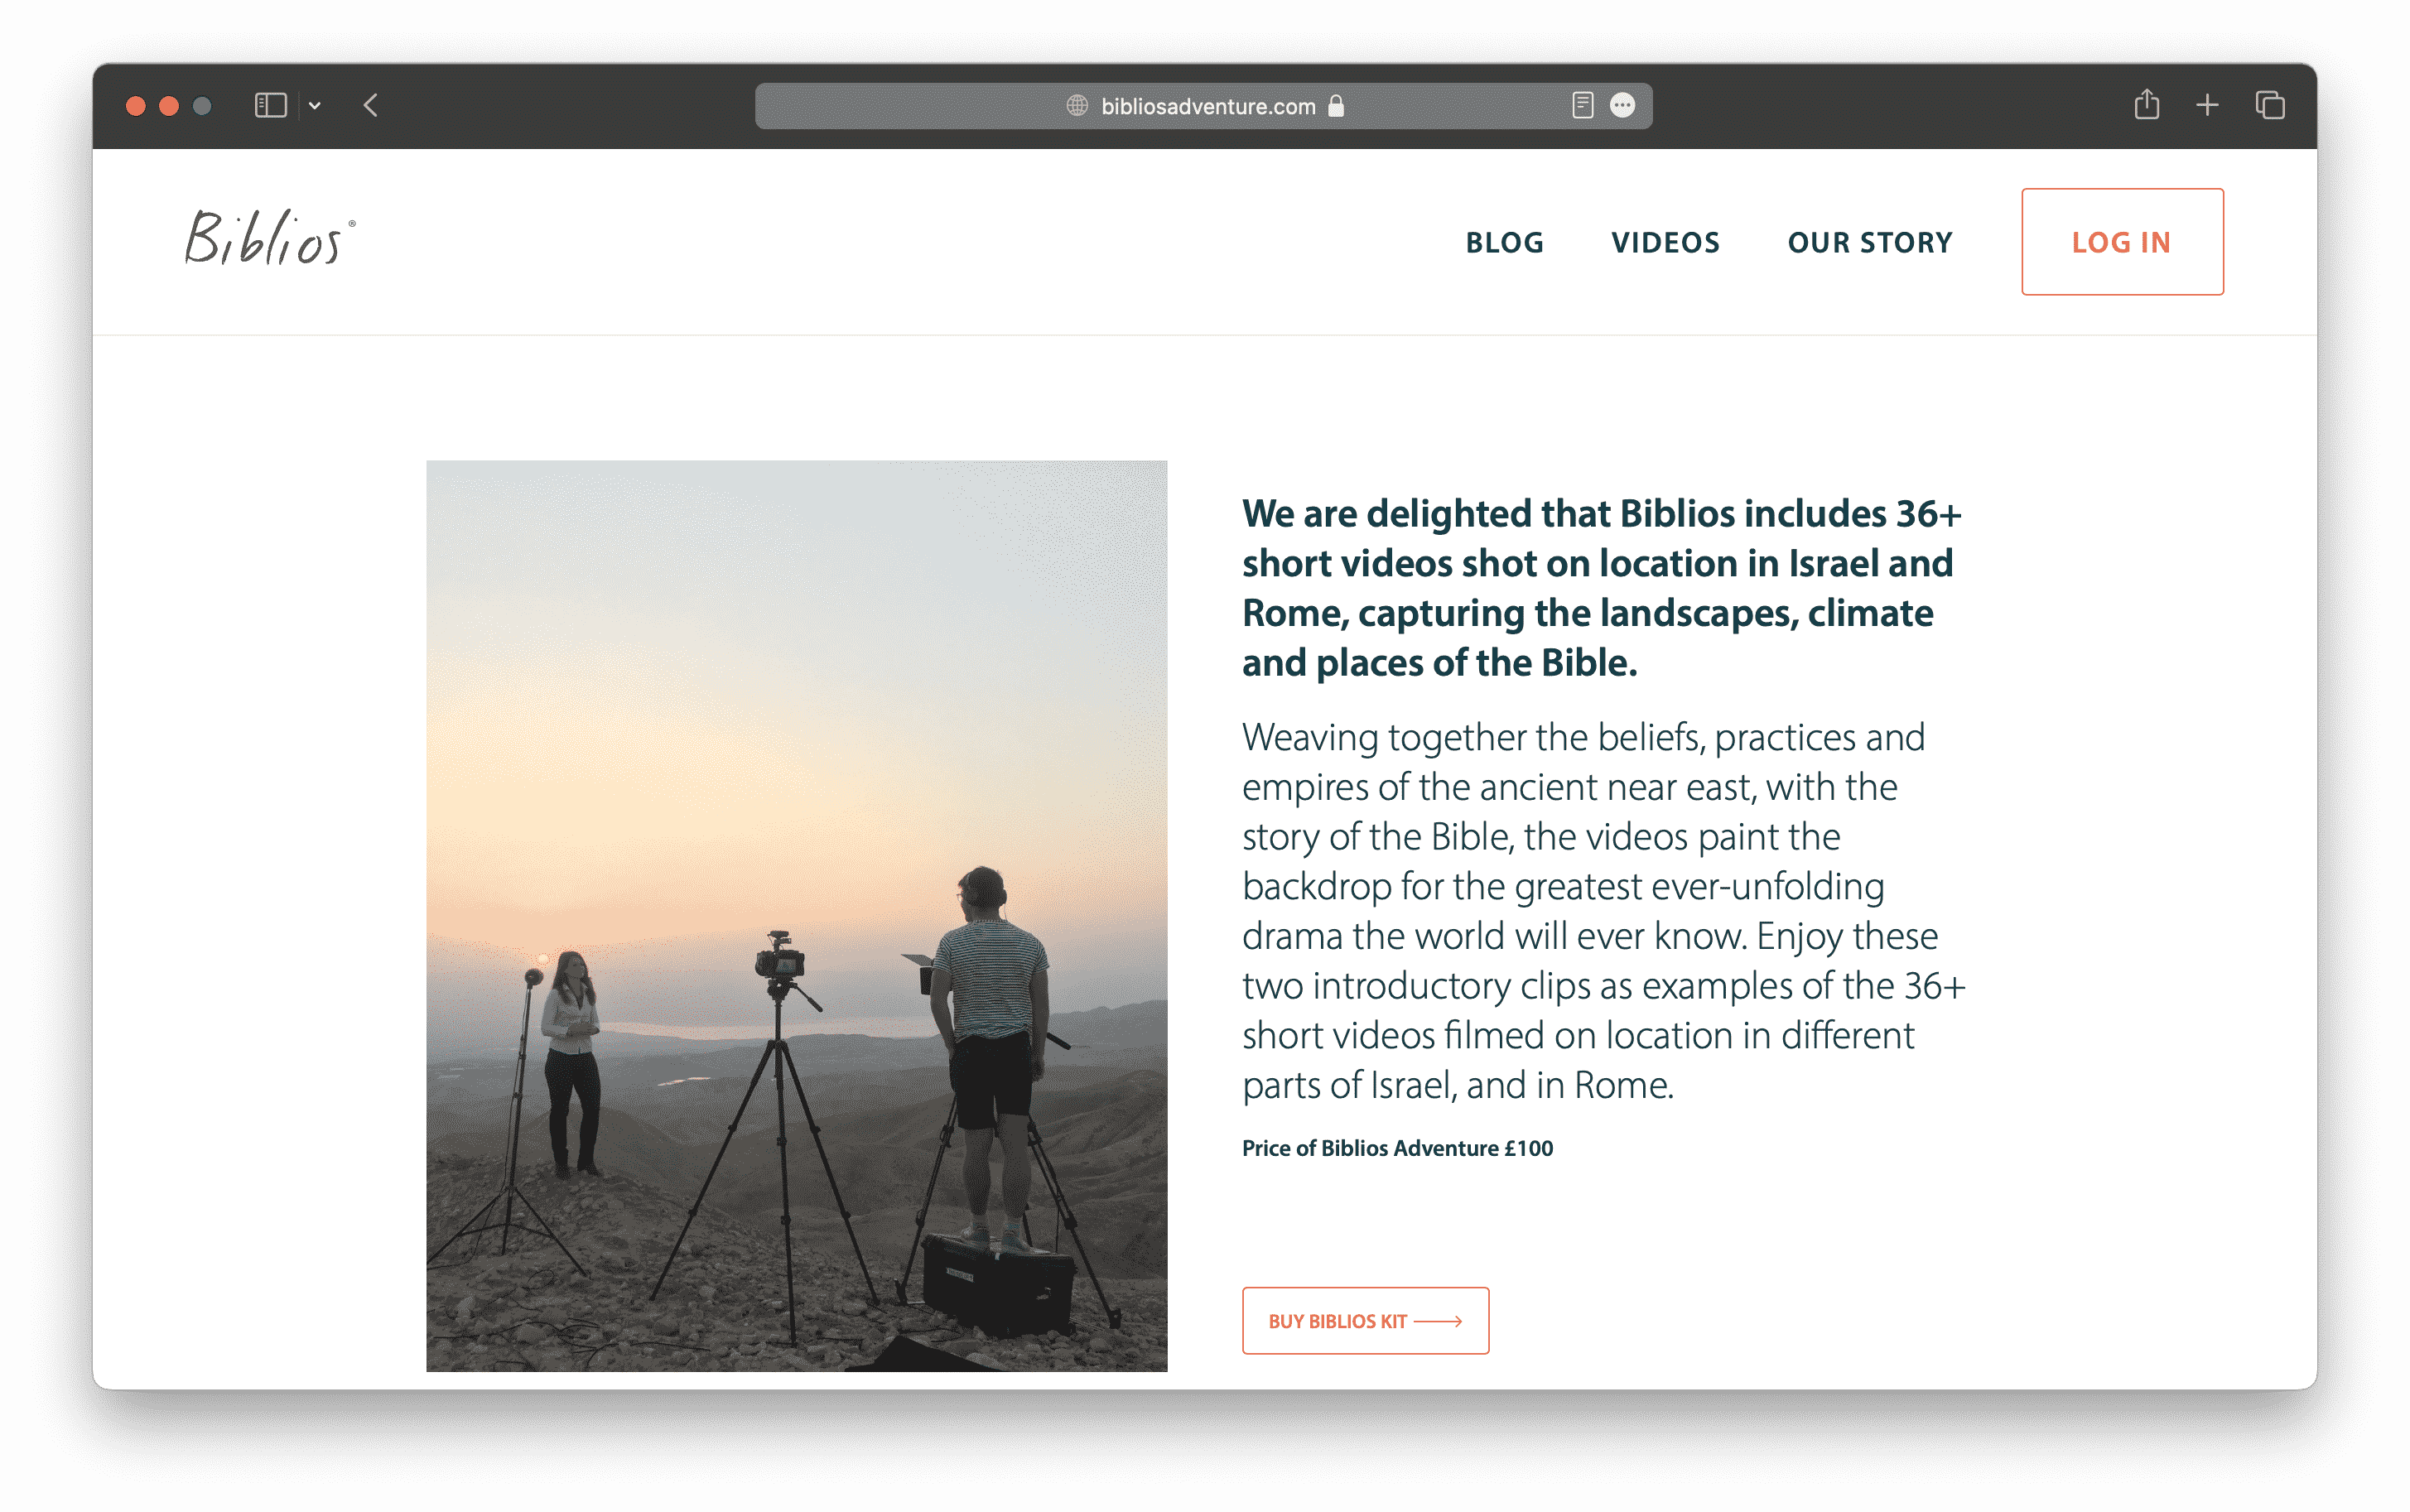 bibliosadventure.com
Biblios®
BLOG
VIDEOS
OUR STORY
LOG IN
We are delighted that Biblios includes 36+
short videos shot on location in Israel and
Rome, capturing the landscapes, climate
and places of the Bible.
Weaving together the beliefs, practices and
empires of the ancient near east, with the
story of the Bible, the videos paint the
backdrop for the greatest ever-unfolding
drama the world will ever know. Enjoy these
two introductory clips as examples of the 36+
short videos filmed on location in different
parts of Israel, and in Rome.
Price of Biblios Adventure £100
BUY BIBLIOS KIT